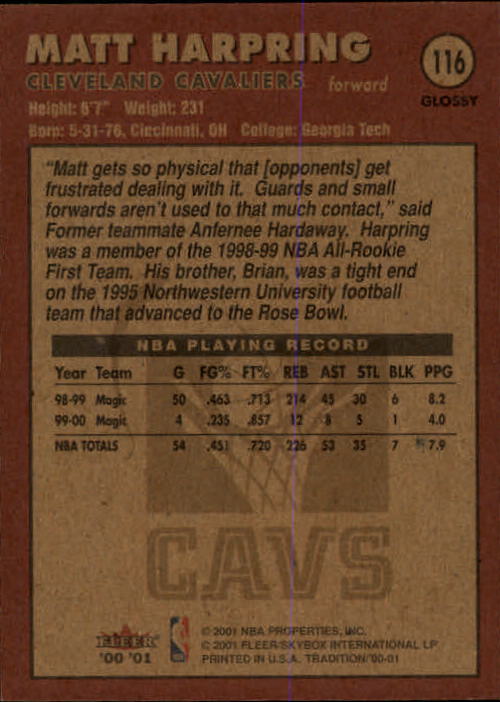 MATT HARPRING
116
CLEVELAND CAVALIERS forward
GLOSSY
Height: 6'7" Weight: 231
Born: 5-31-76, Cincinnati, OH College: Georgia Tech
"Matt gets so physical that [opponents] get
frustrated dealing with it. Guards and small
forwards aren't used to that much contact," said
Former teammate Anfernee Hardaway. Harpring
was a member of the 1998-99 NBA All-Rookie
First Team. His brother, Brian, was a tight end
on the 1995 Northwestern University football
team that advanced to the Rose Bowl.
NBA PLAYING RECORD
Year Team G FG% FT% REB AST STL BLK PPG
98-99 Magic 50 .463 .713 214 45 30 6 8.2
99-00 Magic 4 .235 .857 12 8 5 1 4.0
NBA TOTALS 54 .451 .720 226 53 35 7 7.9
CAVS
FLEER
'00 '01
© 2001 NBA PROPERTIES, INC.
© 2001 FLEER/SKYBOX INTERNATIONAL LP
PRINTED IN U.S.A. TRADITION'00-01